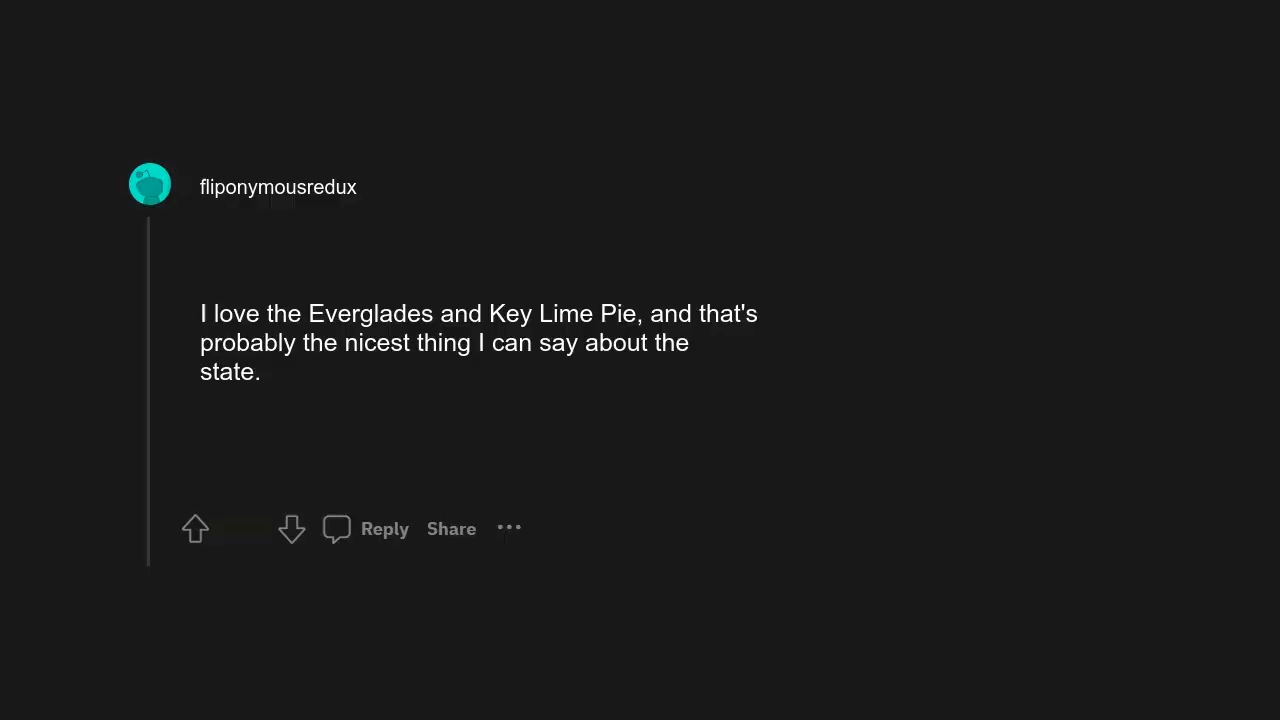 fliponymousredux
I love the Everglades and Key Lime Pie, and that's
probably the nicest thing I can say about the
state.
Reply Share